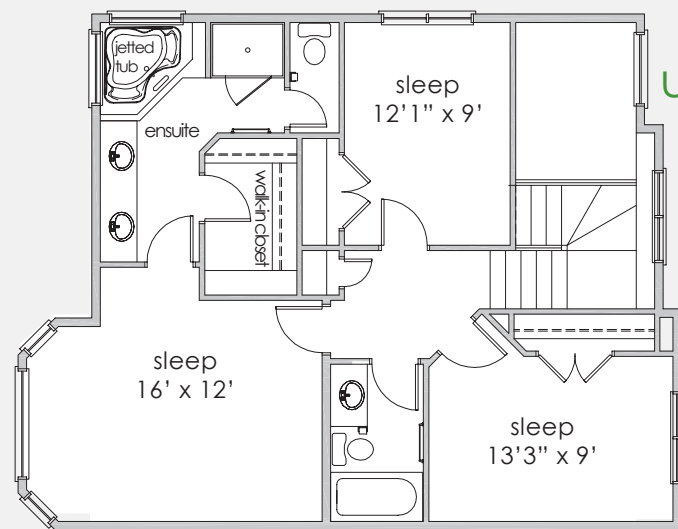 jetted
tub
ensuite
walk-in closet
sleep
12'1" x 9'
sleep
16' x 12'
sleep
13'3" x 9'